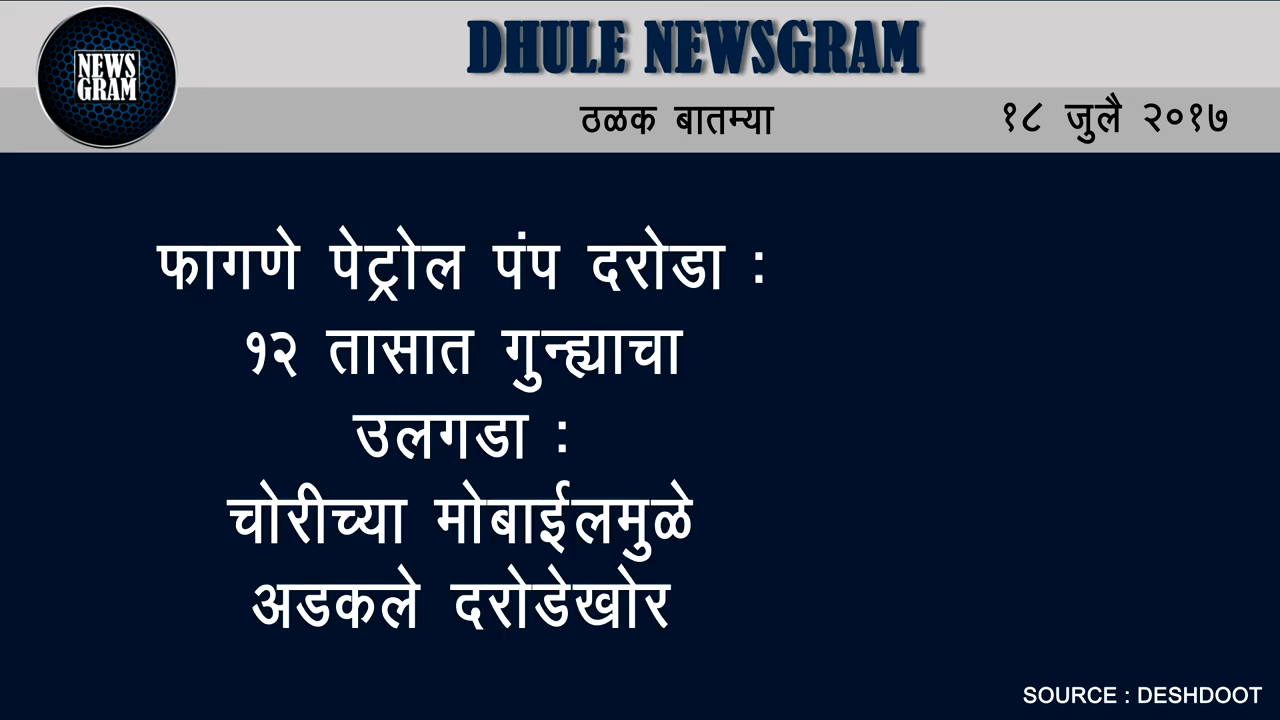 NEWS
GRAM
DHULE NEWSGRAM
ठळक बातम्या
१८ जुलै २०१७
फागणे पेट्रोल पंप दरोडा :
१२ तासात गुन्ह्याचा
उलगडा :
चोरीच्या मोबाईलमुळे
अडकले दरोडेखोर
SOURCE : DESHDOOT